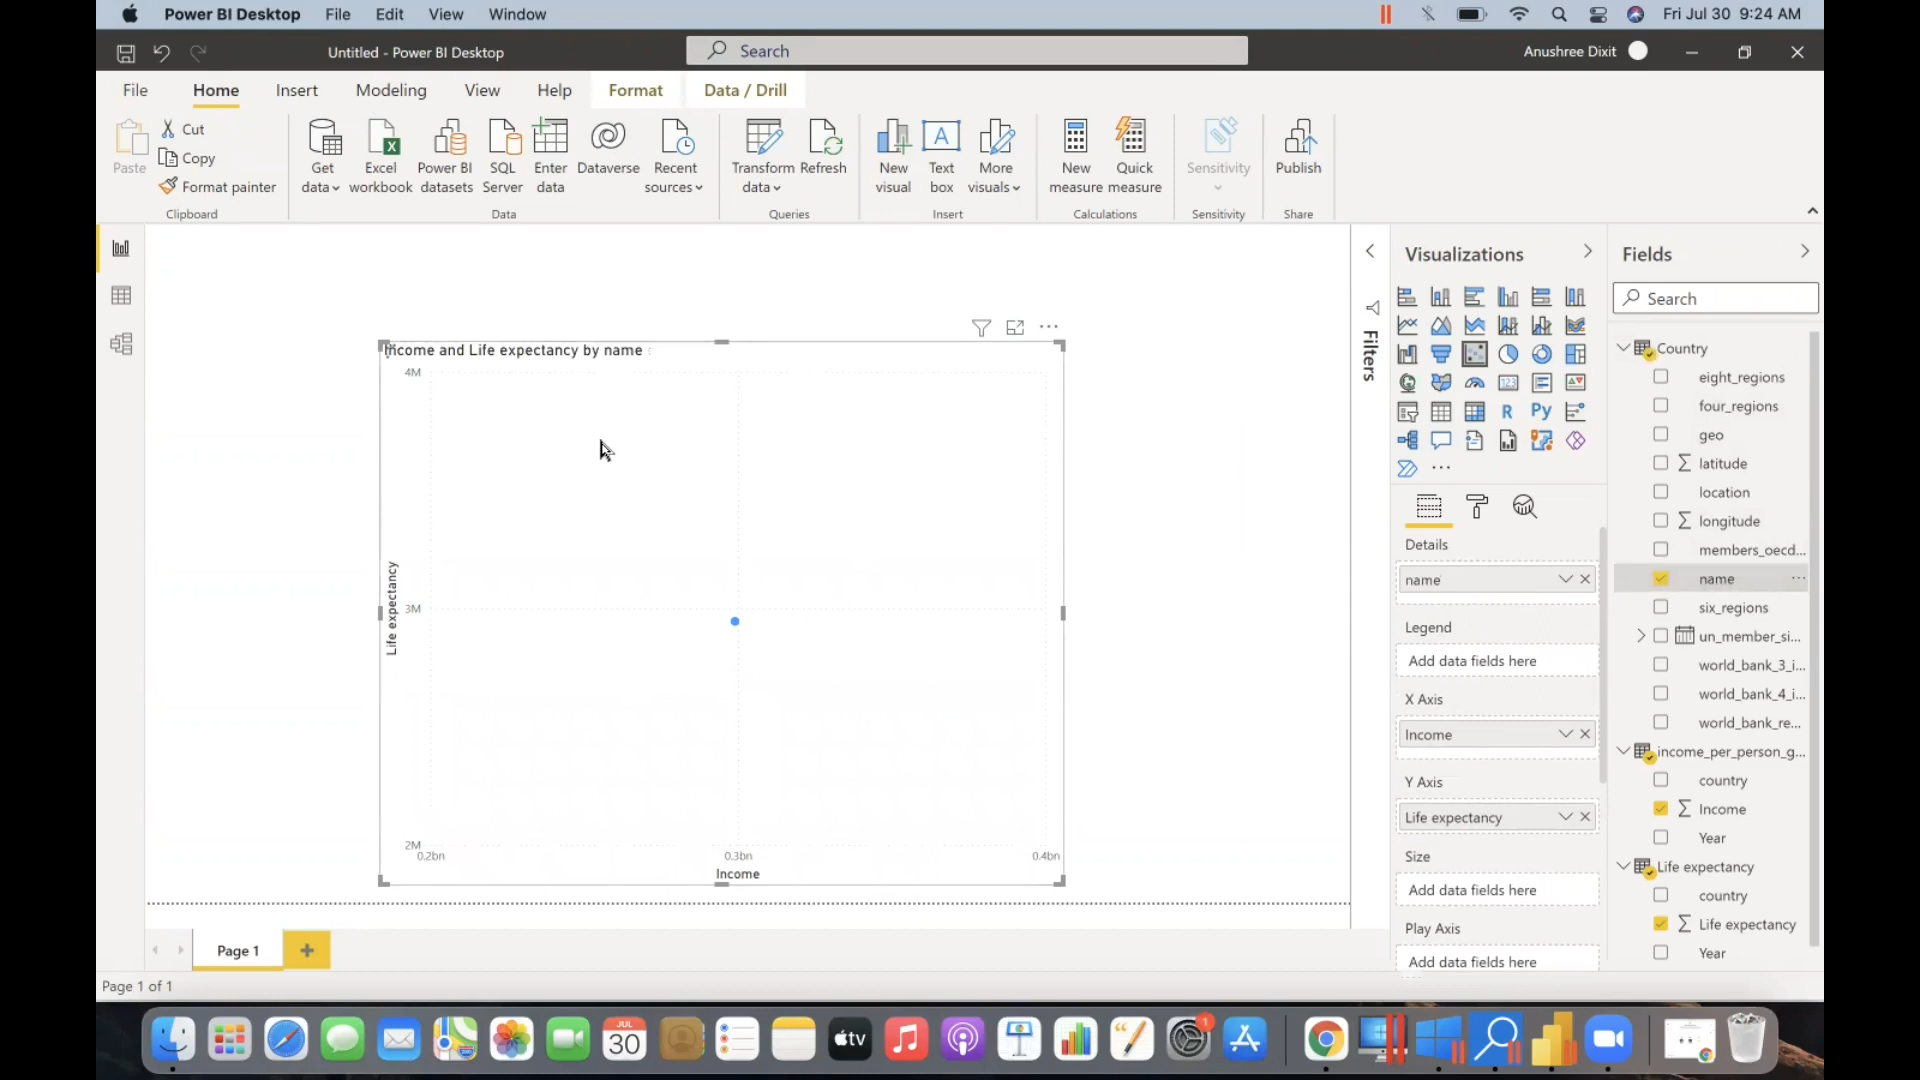 Power BI Desktop File Edit View Window Fri Jul 30 9:24 AM
Untitled - Power BI Desktop Search Anushree Dixit
File Home Insert Modeling View Help Format Data / Drill
Paste Cut Copy Format painter
Clipboard
Get data Excel workbook Power BI datasets SQL Server Enter data Dataverse Recent sources
Data
Transform data Refresh
Queries
New visual Text box More visuals
Insert
New measure Quick measure
Calculations
Sensitivity
Sensitivity
Publish
Share
Income and Life expectancy by name
4M
3M
2M
Life expectancy
0.2bn 0.3bn 0.4bn
Income
Filters
Visualizations
123
R Py
...
Details
name
Legend
Add data fields here
X Axis
Income
Y Axis
Life expectancy
Size
Add data fields here
Play Axis
Add data fields here
Fields
Search
Country
eight_regions
four_regions
geo
latitude
location
longitude
members_oecd...
name
six_regions
un_member_si...
world_bank_3_i...
world_bank_4_i...
world_bank_re...
income_per_person_g...
country
Income
Year
Life expectancy
country
Life expectancy
Year
Page 1 +
Page 1 of 1
JUL
30
tv
1